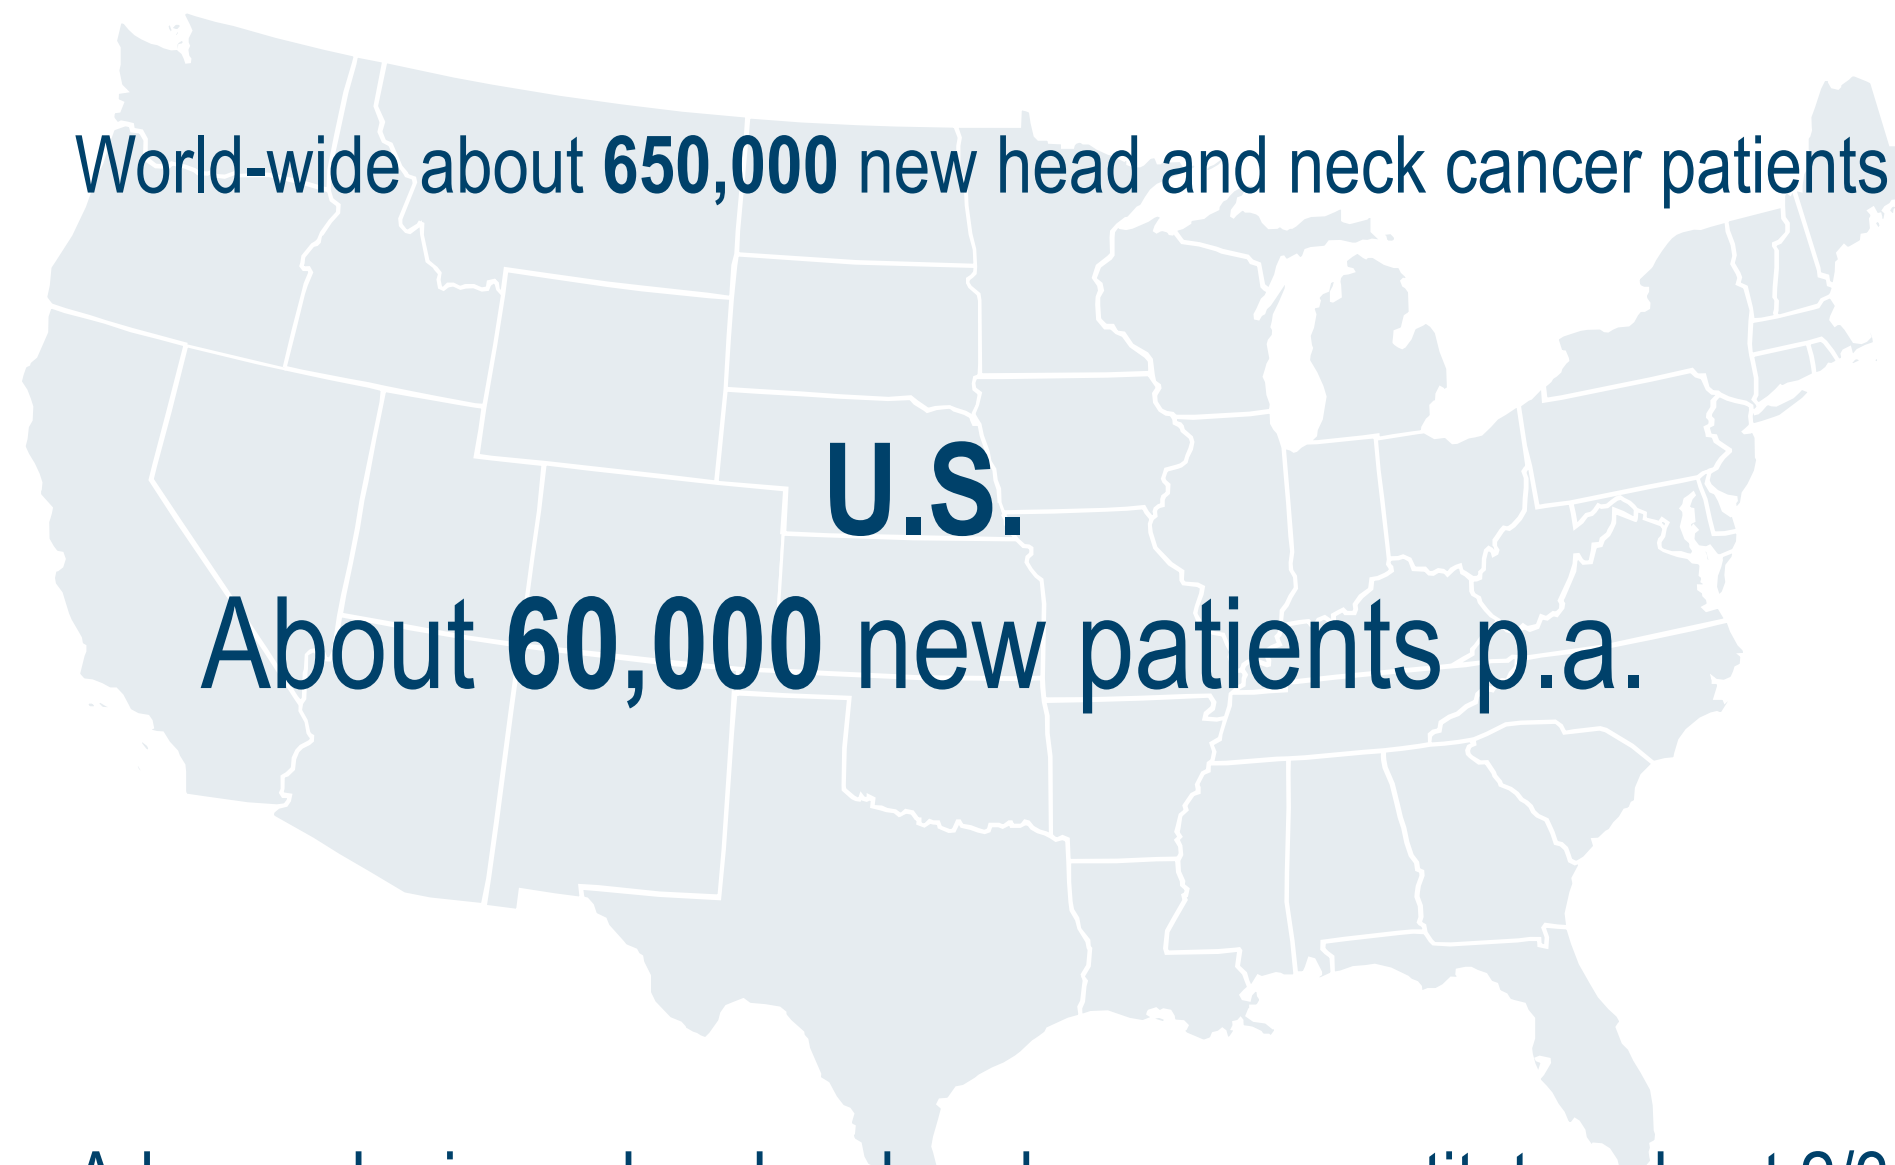 World-wide about 650,000 new head and neck cancer patients
U.S.
About 60,000 new patients p.a.